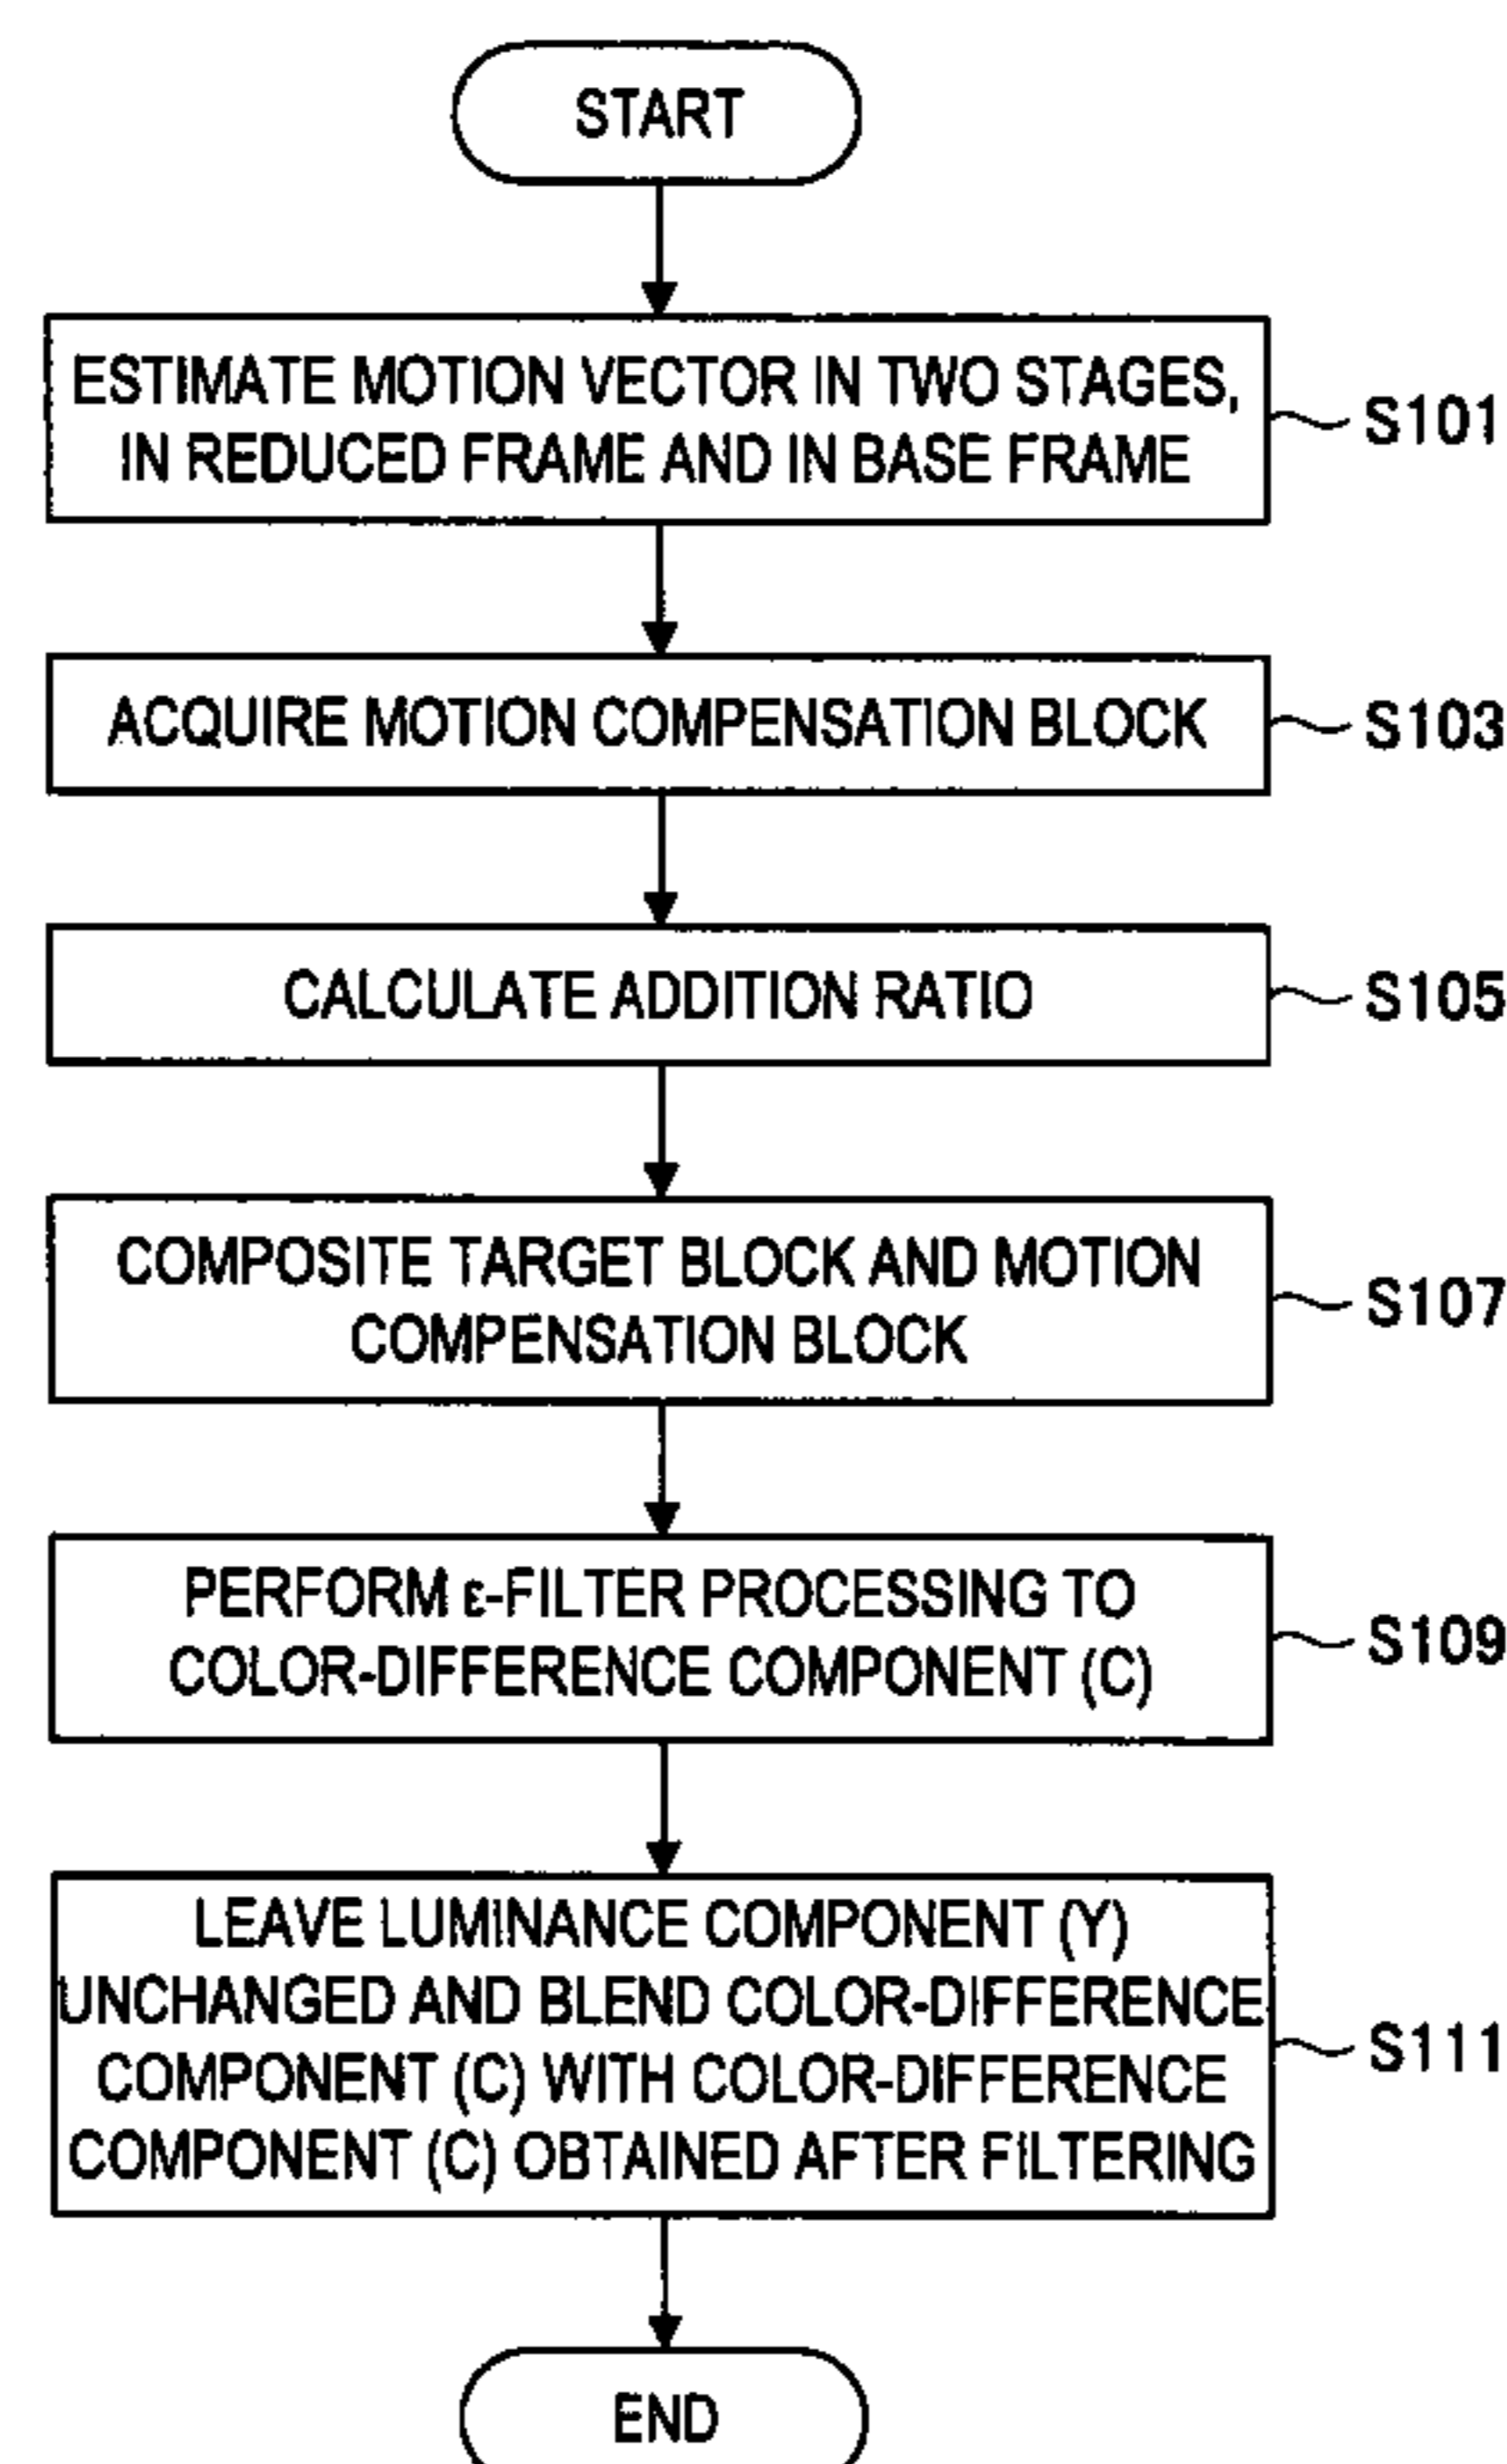 START
ESTIMATE MOTION VECTOR IN TWO STAGES,
IN REDUCED FRAME AND IN BASE FRAME
S101
ACQUIRE MOTION COMPENSATION BLOCK
S103
CALCULATE ADDITION RATIO
S105
COMPOSITE TARGET BLOCK AND MOTION
COMPENSATION BLOCK
S107
PERFORM ε-FILTER PROCESSING TO
COLOR-DIFFERENCE COMPONENT (C)
S109
LEAVE LUMINANCE COMPONENT (Y)
UNCHANGED AND BLEND COLOR-DIFFERENCE
COMPONENT (C) WITH COLOR-DIFFERENCE
COMPONENT (C) OBTAINED AFTER FILTERING
S111
END